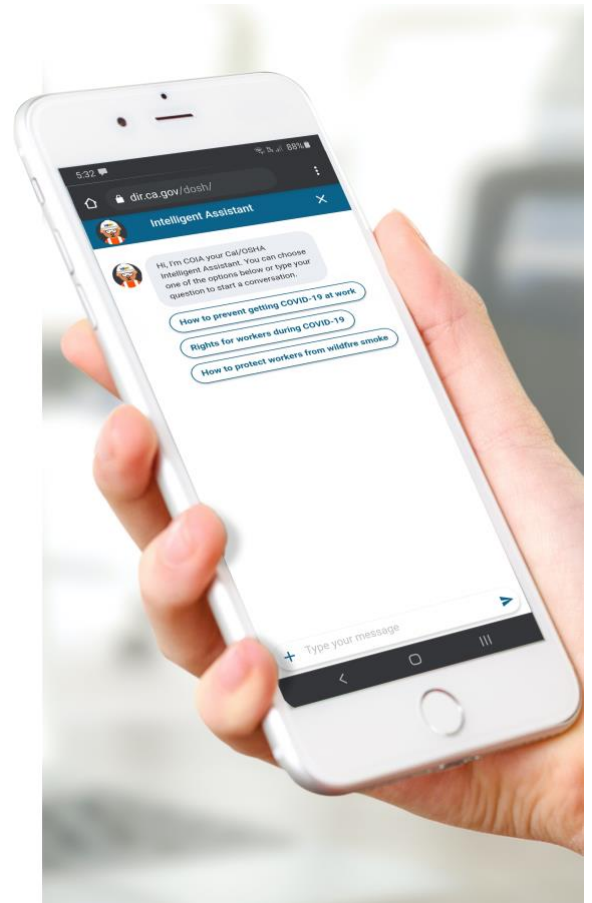 5:32
88%
dir.ca.gov/dosh/
Intelligent Assistant
Hi, I'm COIA your Cal/OSHA
Intelligent Assistant. You can choose
one of the options below or type your
question to start a conversation.
How to prevent getting COVID-19 at work
Rights for workers during COVID-19
How to protect workers from wildfire smoke
Type your message